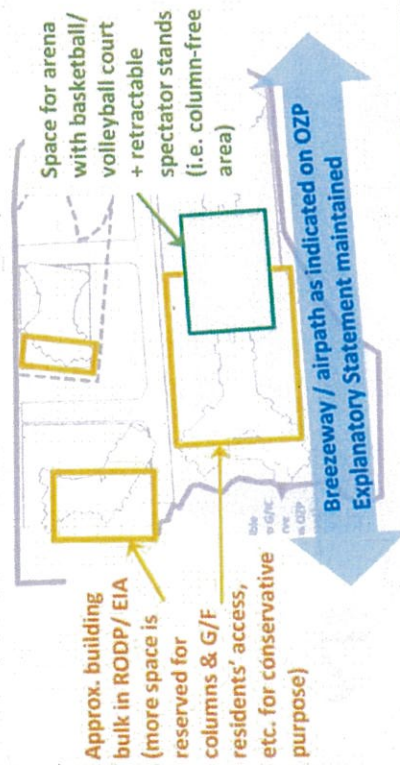 Space for arena
with basketball/
volleyball court
+ retractable
spectator stands
(i.e. column-free
area)
Approx. building
bulk in RODP/ EIA
(more space is
reserved for
columns & G/F
residents' access,
etc. for conservative
purpose)
Breezeway / airpath as indicated on OZP
Explanatory Statement maintained
G/IC
OZP